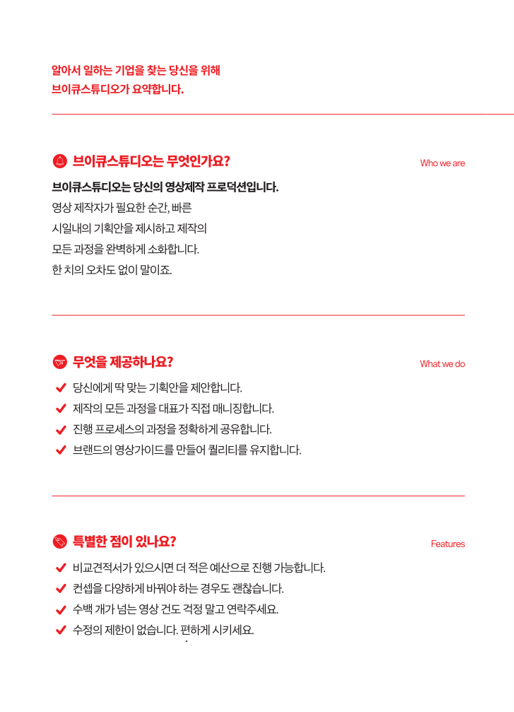 알아서 일하는 기업을 찾는 당신을 위해
브이큐스튜디오가 요약합니다.
브이큐스튜디오는 무엇인가요?
Who we are
브이큐스튜디오는 당신의 영상제작 프로덕션입니다.
영상 제작자가 필요한 순간, 빠른
시일내의 기획안을 제시하고 제작의
모든 과정을 완벽하게 소화합니다.
한 치의 오차도 없이 말이죠.
무엇을 제공하나요?
What we do
당신에게 딱 맞는 기획안을 제안합니다.
제작의 모든 과정을 대표가 직접 매니징합니다.
진행 프로세스의 과정을 정확하게 공유합니다.
브랜드의 영상가이드를 만들어 퀄리티를 유지합니다.
특별한 점이 있나요?
Features
비교견적서가 있으시면 더 적은 예산으로 진행 가능합니다.
컨셉을 다양하게 바꿔야 하는 경우도 괜찮습니다.
수백 개가 넘는 영상 건도 걱정 말고 연락주세요.
수정의 제한이 없습니다. 편하게 시키세요.